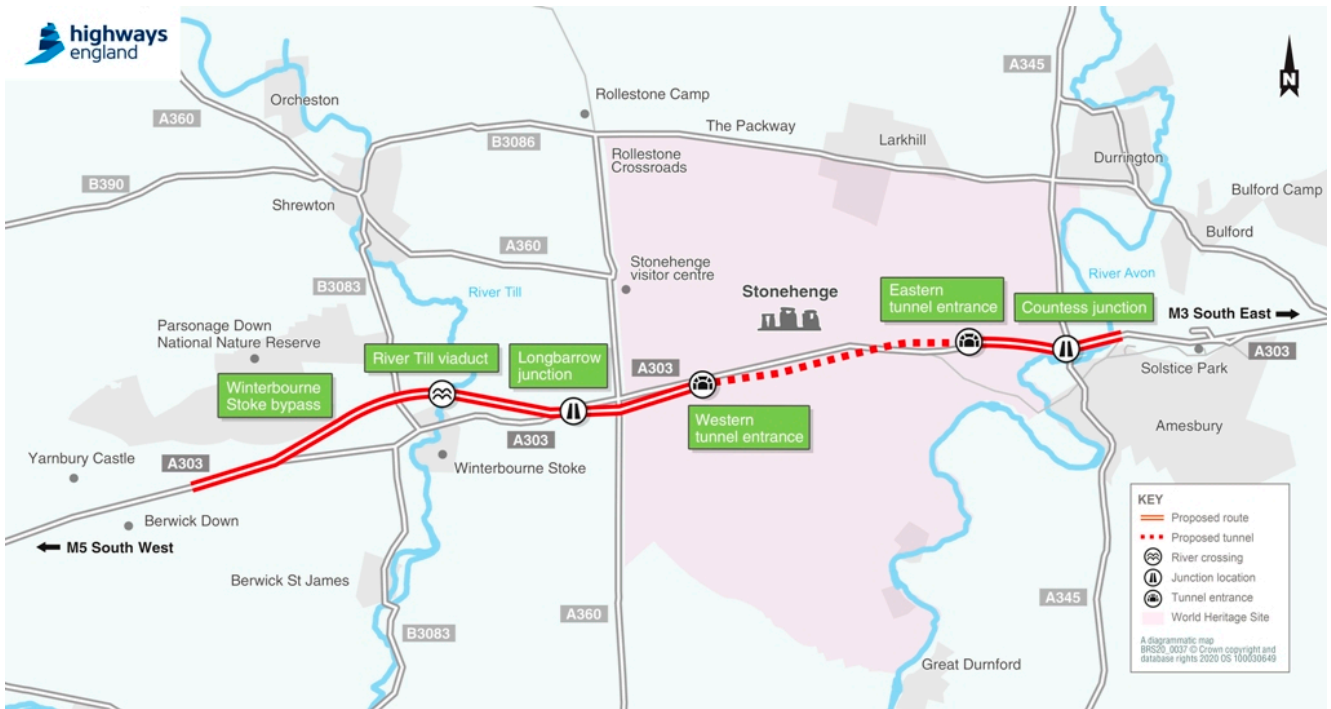 highways
england
A345
N
Orcheston
Rollestone Camp
A360
The Packway
Larkhill
B3086
Durrington
Rollestone
Crossroads
B390
Bulford Camp
Shrewton
Bulford
A360
Stonehenge
visitor centre
River Avon
B3083
River Till
Stonehenge
Eastern
tunnel entrance
Countess junction
M3 South East
Parsonage Down
National Nature Reserve
River Till viaduct
Longbarrow
junction
A303
A303
Solstice Park
Winterbourne
Stoke bypass
Western
tunnel entrance
Amesbury
A303
Yarnbury Castle
A303
Winterbourne Stoke
Berwick Down
M5 South West
Berwick St James
A360
A345
B3083
Great Durnford
KEY
Proposed route
Proposed tunnel
River crossing
Junction location
Tunnel entrance
World Heritage Site
A diagrammatic map
BRS20_0037 © Crown copyright and
database rights 2020 OS 100030649